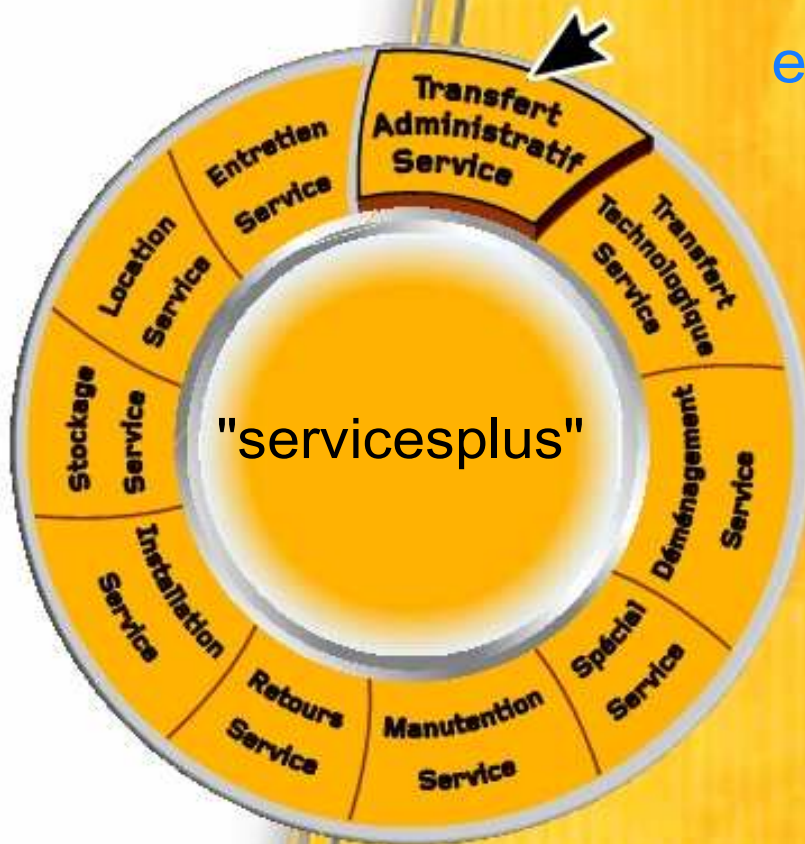 e
Transfert
Administratif
Service
Transfert
Technologique
Service
Déménagement
Service
Spécial
Service
Manutention
Service
Retours
Service
Installation
Service
Stockage
Service
Location
Service
Entretien
Service
"servicesplus"